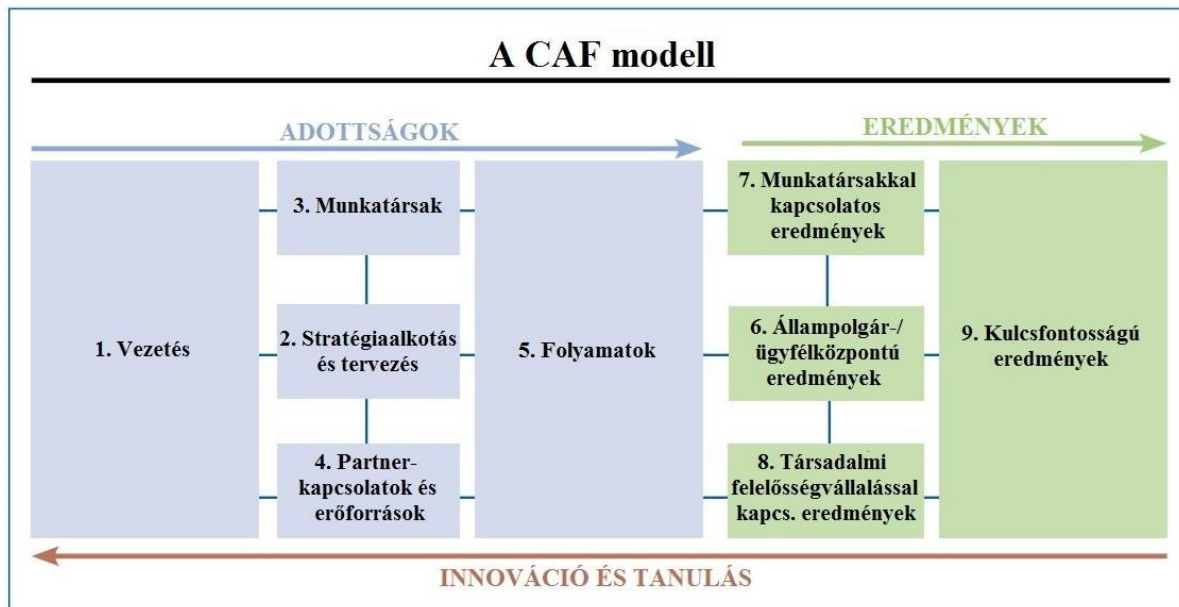 A CAF modell
ADOTTSÁGOK
EREDMÉNYEK
1. Vezetés
3. Munkatársak
2. Stratégiaalkotás
és tervezés
4. Partner-
kapcsolatok és
erőforrások
5. Folyamatok
7. Munkatársakkal
kapcsolatos
eredmények
6. Állampolgár-/
ügyfélközpontú
eredmények
8. Társadalmi
felelősségvállalással
kapcs. eredmények
9. Kulcsfontosságú
eredmények
INNOVÁCIÓ ÉS TANULÁS